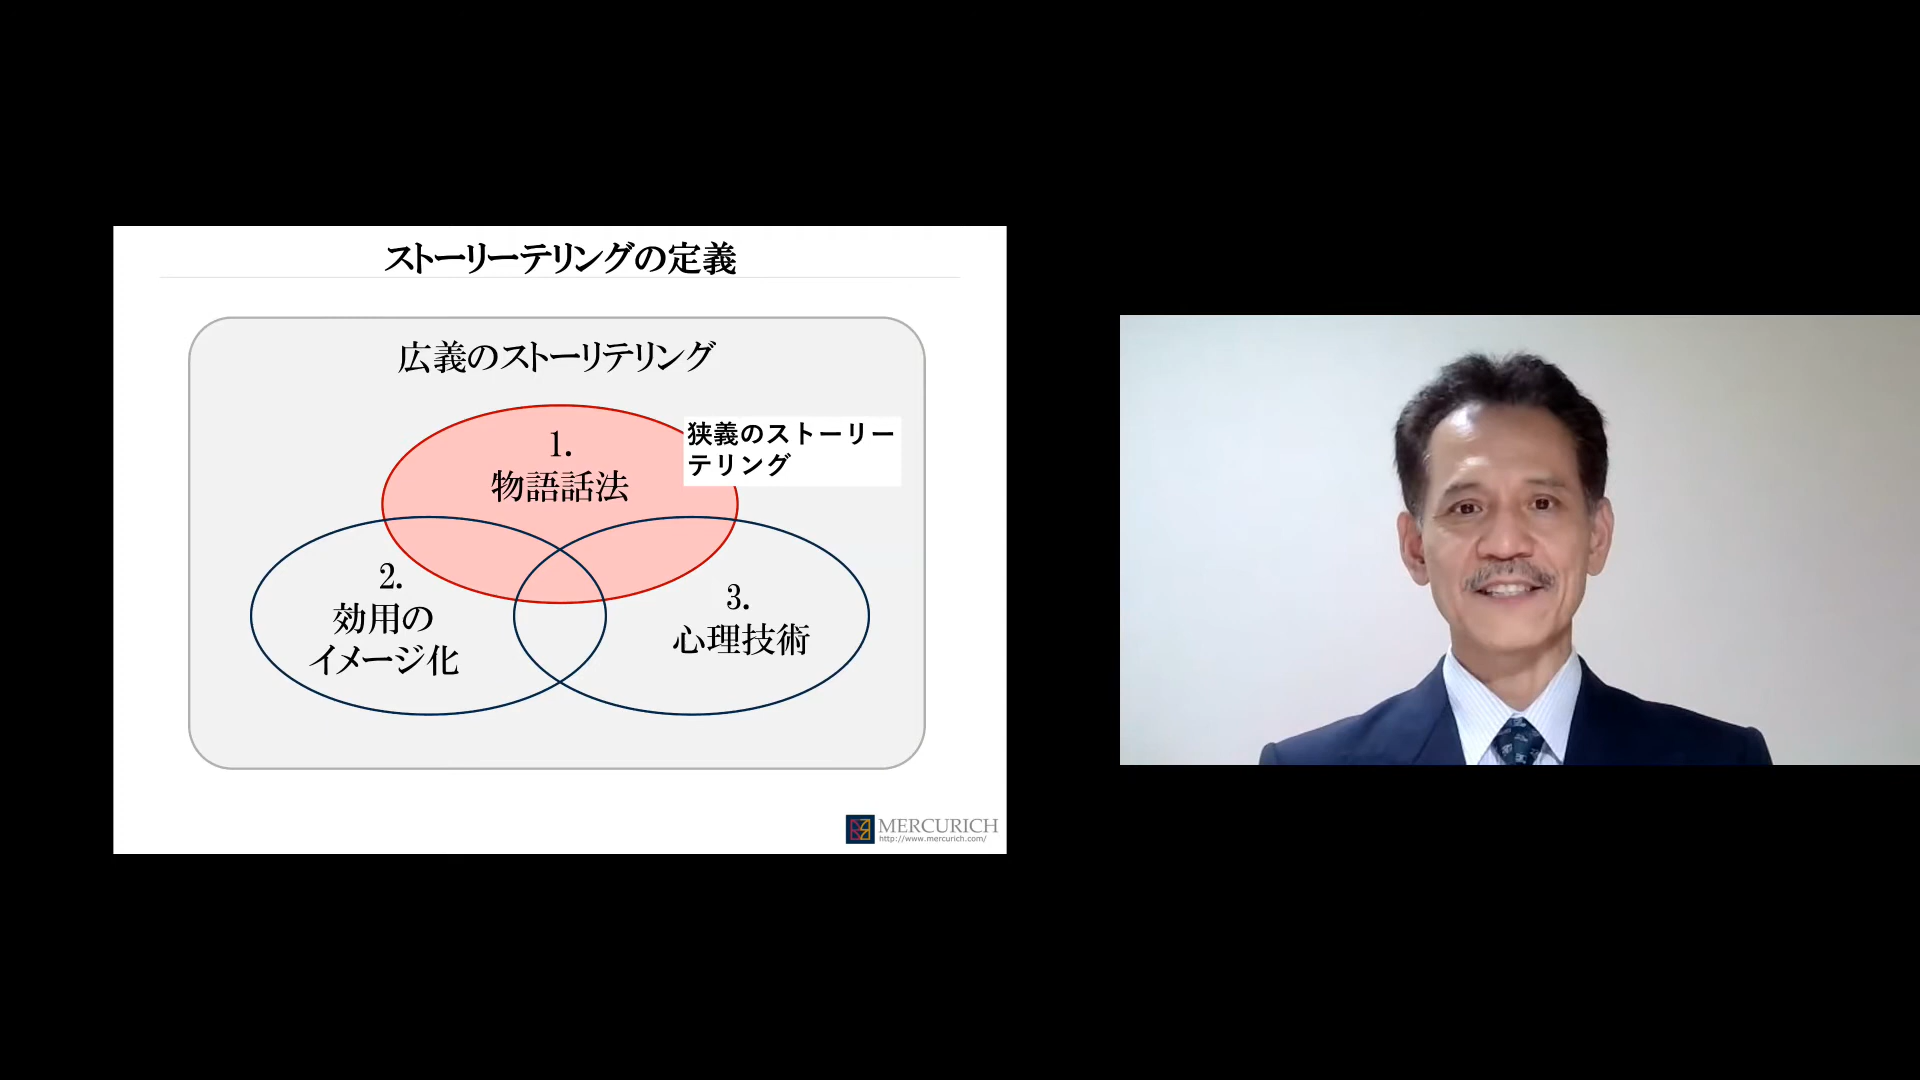 ストーリーテリングの定義
広義のストーリテリング
1.
物語話法
狭義のストーリー
テリング
2.
効用の
イメージ化
3.
心理技術
MERCURICH
http://www.mercurich.com/